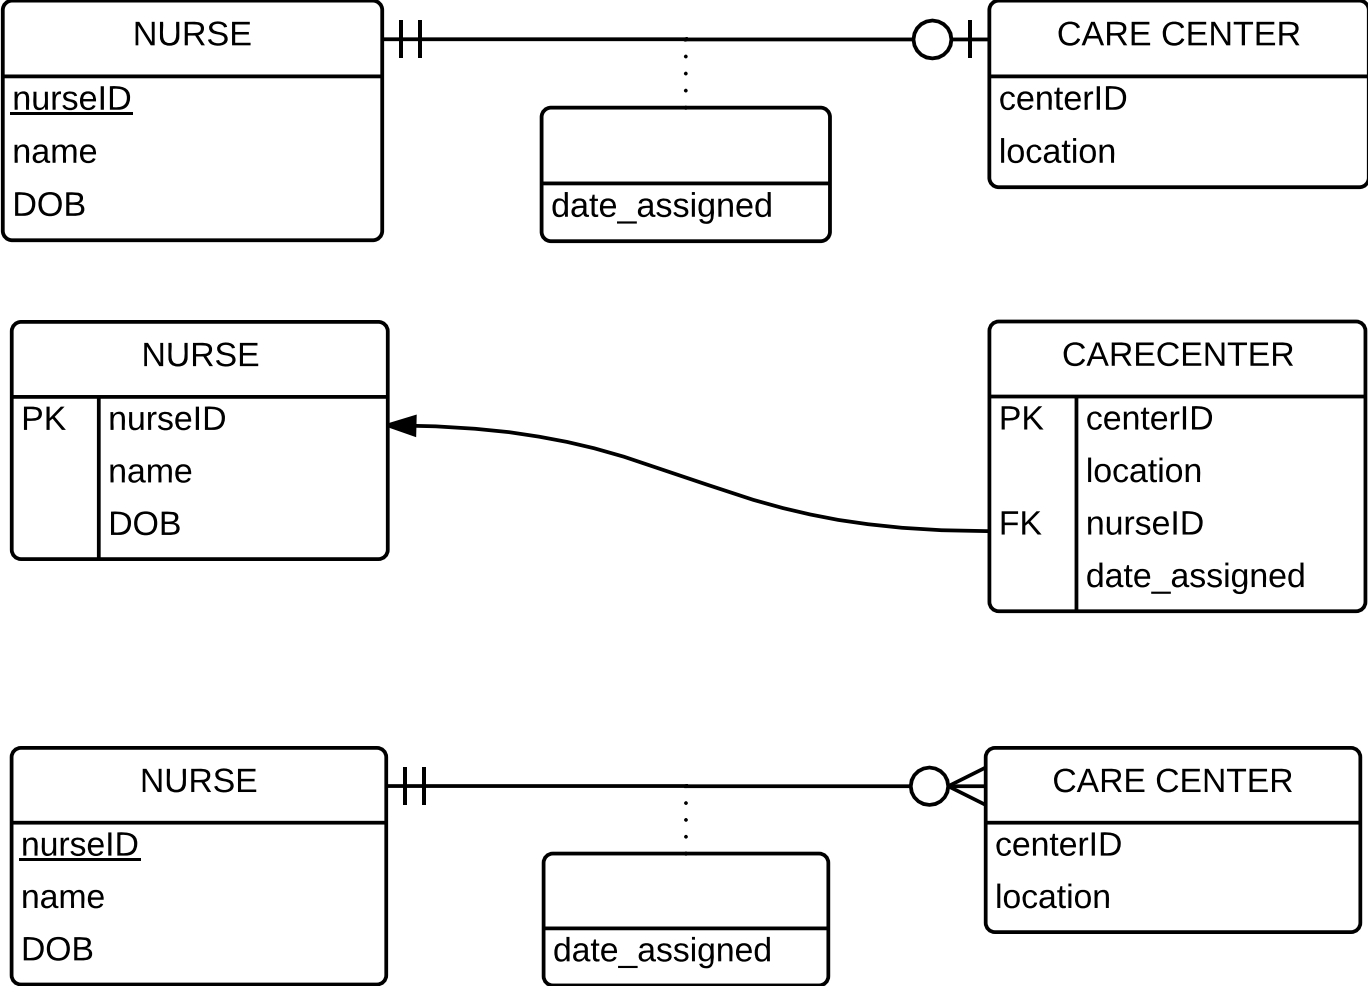 NURSE
nurseID
name
DOB
date_assigned
CARE CENTER
centerID
location
NURSE
PK nurseID
name
DOB
CARECENTER
PK centerID
location
FK nurseID
date_assigned
NURSE
nurseID
name
DOB
date_assigned
CARE CENTER
centerID
location